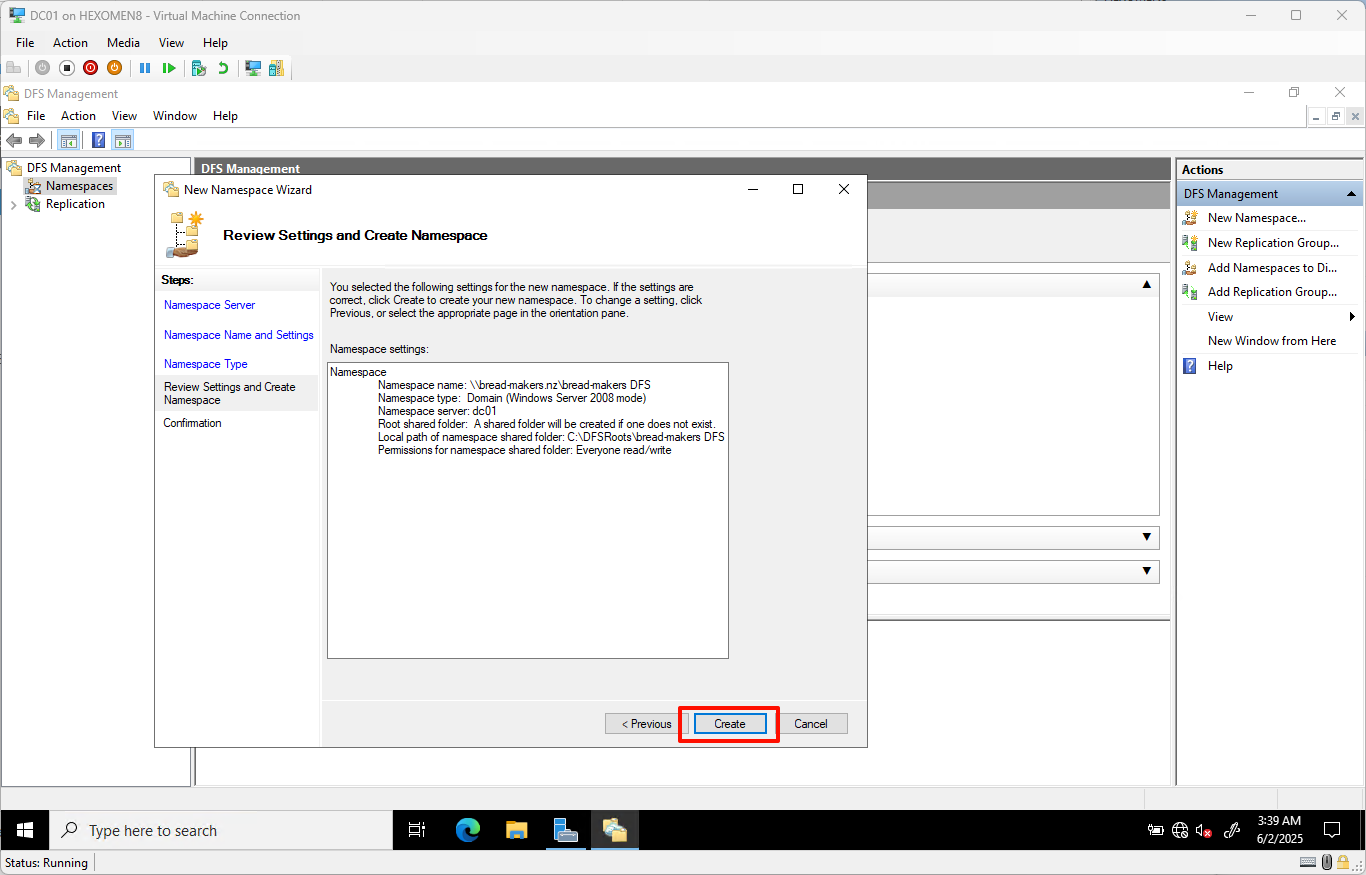 DC01 on HEXOMEN8 - Virtual Machine Connection
File Action Media View Help
DFS Management
File Action View Window Help
DFS Management
Namespaces
Replication
DFS Management
New Namespace Wizard
Review Settings and Create Namespace
Steps:
Namespace Server
Namespace Name and Settings
Namespace Type
Review Settings and Create
Namespace
Confirmation
You selected the following settings for the new namespace. If the settings are
correct, click Create to create your new namespace. To change a setting, click
Previous, or select the appropriate page in the orientation pane.
Namespace settings:
Namespace
Namespace name: \\bread-makers.nz\bread-makers DFS
Namespace type: Domain (Windows Server 2008 mode)
Namespace server: dc01
Root shared folder: A shared folder will be created if one does not exist.
Local path of namespace shared folder: C:\DFSRoots\bread-makers DFS
Permissions for namespace shared folder: Everyone read/write
< Previous Create Cancel
Actions
DFS Management
New Namespace...
New Replication Group...
Add Namespaces to Di...
Add Replication Group...
View
New Window from Here
Help
Type here to search
3:39 AM
6/2/2025
Status: Running